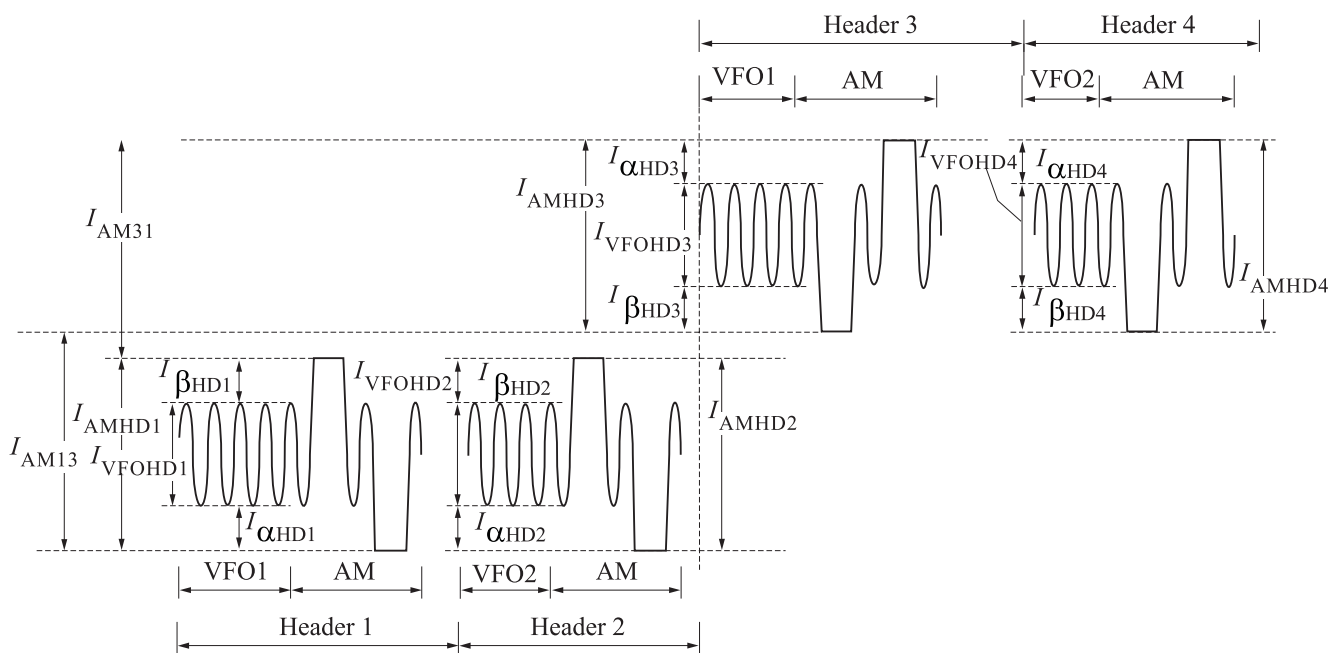 Header 3 Header 4
VFO1 AM VFO2 AM
IαHD3 IVFOHD4 IαHD4
IAMHD3
IAM31 IVFOHD3
IAMHD4
IβHD3 IβHD4
IβHD1 IVFOHD2 IβHD2
IAMHD1 IAMHD2
IAM13 IVFOHD1
IαHD1 IαHD2
VFO1 AM VFO2 AM
Header 1 Header 2